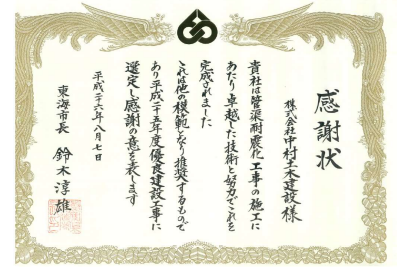 感謝状
株式会社中村土木建設様
貴社は管渠耐震化工事の施工に
あたり卓越した技術と努力でこれを
完成されました
これは他の模範となり推奨するもので
あり平成二十五年度優良建設工事に
選定し感謝の意を表します
平成二十六年八月七日
東海市長 鈴木淳雄